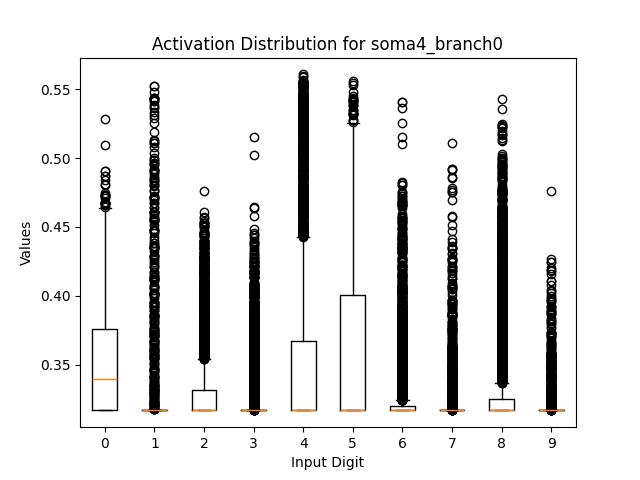 Activation Distribution for soma4_branch0
Values
0.55
0.50
0.45
0.40
0.35
0 1 2 3 4 5 6 7 8 9
Input Digit